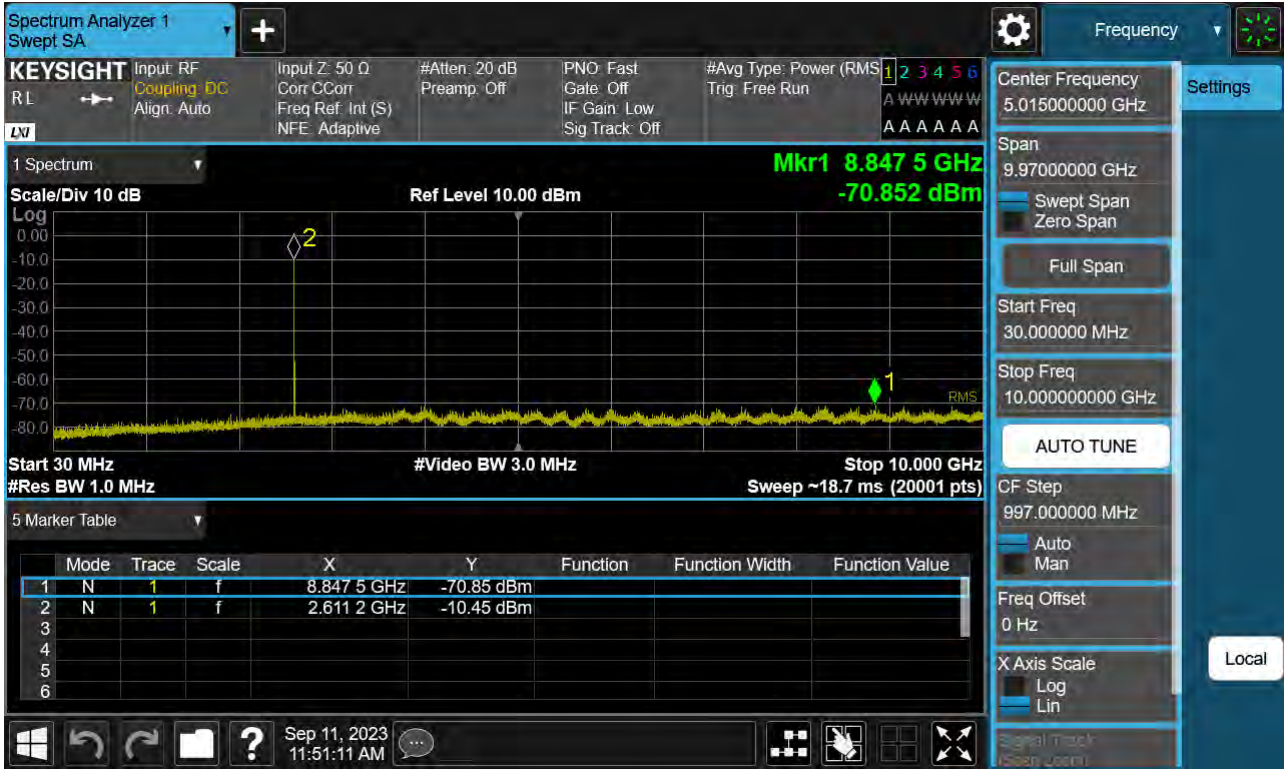 Spectrum Analyzer 1
Swept SA
+
Frequency
KEYSIGHT
RL
LXI
Input: RF
Coupling: DC
Align: Auto
Input Z: 50 Ω
Corr CCorr
Freq Ref: Int (S)
NFE: Adaptive
#Atten: 20 dB
Preamp: Off
PNO: Fast
Gate: Off
IF Gain: Low
Sig Track: Off
#Avg Type: Power (RMS
Trig: Free Run
1 2 3 4 5 6
A W W W W W
A A A A A A
1 Spectrum
Scale/Div 10 dB
Ref Level 10.00 dBm
Mkr1 8.847 5 GHz
-70.852 dBm
Log
0.00
-10.0
-20.0
-30.0
-40.0
-50.0
-60.0
-70.0
-80.0
2
1
RMS
Start 30 MHz
#Video BW 3.0 MHz
Stop 10.000 GHz
#Res BW 1.0 MHz
Sweep ~18.7 ms (20001 pts)
5 Marker Table
Mode Trace Scale X Y Function Function Width Function Value
1 N 1 f 8.847 5 GHz -70.85 dBm
2 N 1 f 2.611 2 GHz -10.45 dBm
3
4
5
6
Center Frequency
5.015000000 GHz
Span
9.97000000 GHz
Swept Span
Zero Span
Full Span
Start Freq
30.000000 MHz
Stop Freq
10.000000000 GHz
AUTO TUNE
CF Step
997.000000 MHz
Auto
Man
Freq Offset
0 Hz
X Axis Scale
Log
Lin
Signal Track
(Span Zoom)
Settings
Local
?
Sep 11, 2023
11:51:11 AM